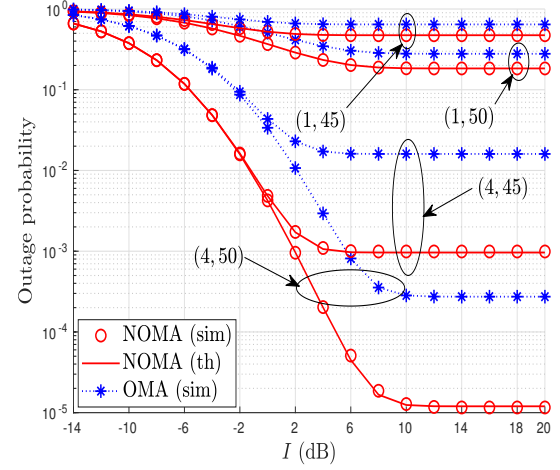 10^0
10^-1
10^-2
10^-3
10^-4
10^-5
Outage probability
(1, 45)
(1, 50)
(4, 45)
(4, 50)
NOMA (sim)
NOMA (th)
OMA (sim)
-14 -10 -6 -2 2 6 10 14 18 20
I (dB)